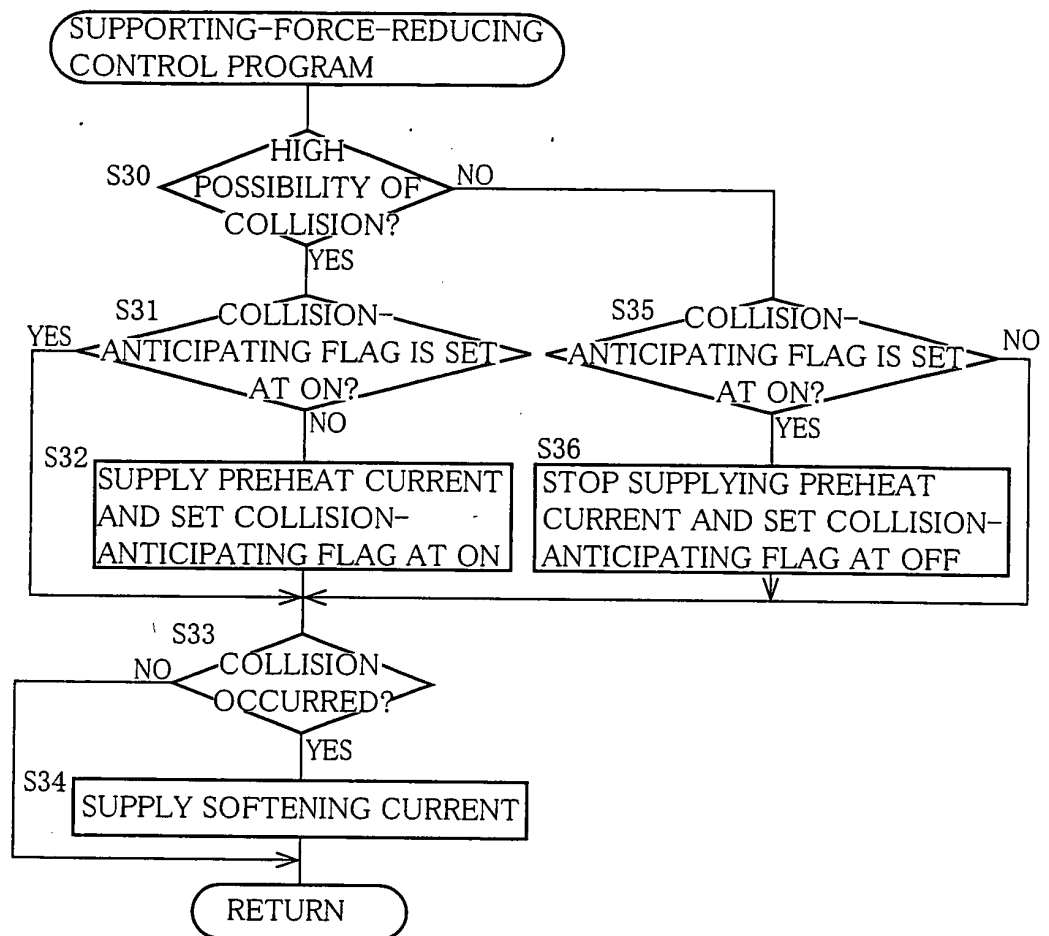 SUPPORTING-FORCE-REDUCING
CONTROL PROGRAM
S30
HIGH
POSSIBILITY OF
COLLISION?
NO
YES
S31
COLLISION-
ANTICIPATING FLAG IS SET
AT ON?
YES
NO
S35
COLLISION-
ANTICIPATING FLAG IS SET
AT ON?
NO
YES
S32
SUPPLY PREHEAT CURRENT
AND SET COLLISION-
ANTICIPATING FLAG AT ON
S36
STOP SUPPLYING PREHEAT
CURRENT AND SET COLLISION-
ANTICIPATING FLAG AT OFF
S33
COLLISION
OCCURRED?
NO
YES
S34
SUPPLY SOFTENING CURRENT
RETURN